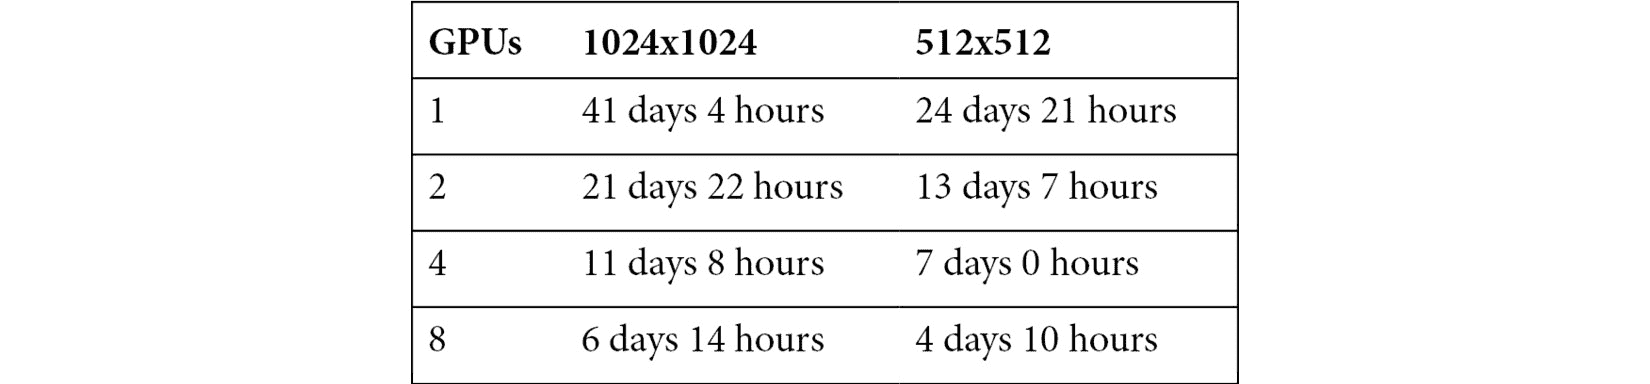 GPUs 1024x1024 512x512
1 41 days 4 hours 24 days 21 hours
2 21 days 22 hours 13 days 7 hours
4 11 days 8 hours 7 days 0 hours
8 6 days 14 hours 4 days 10 hours